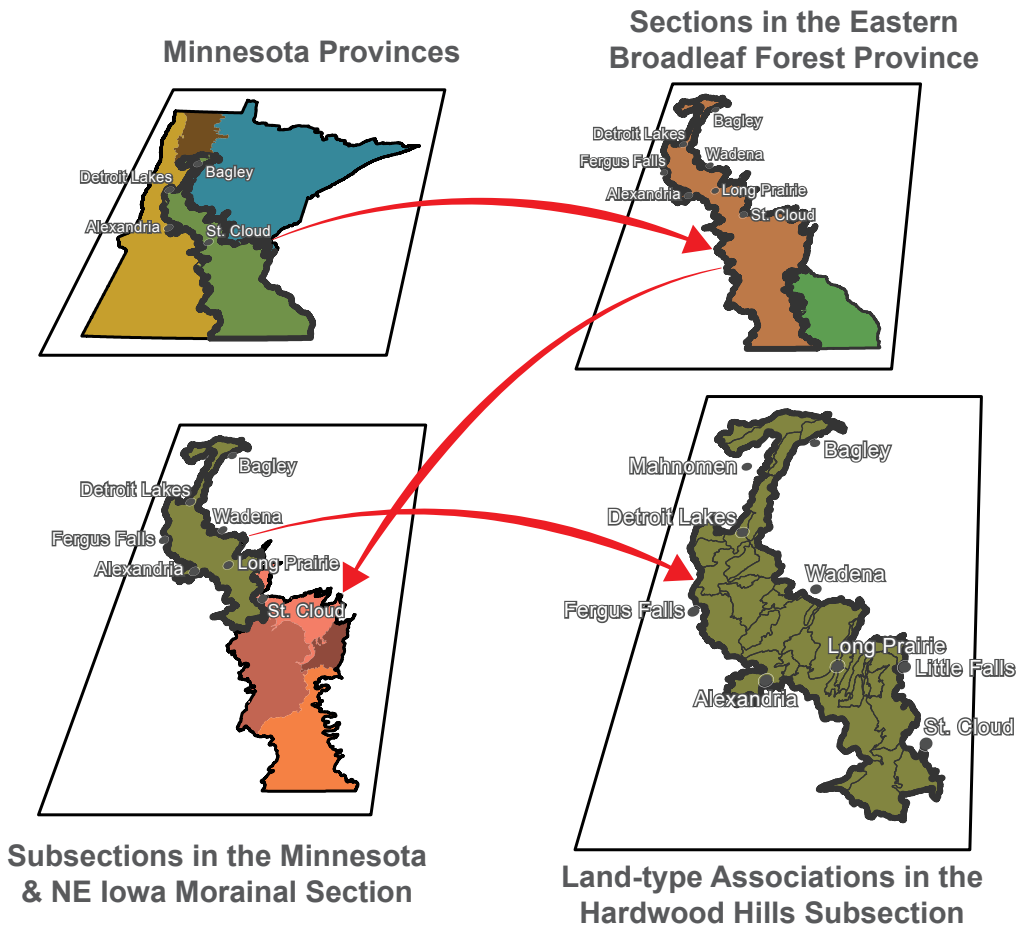 Minnesota Provinces
Bagley
Detroit Lakes
Alexandria
St. Cloud
Sections in the Eastern
Broadleaf Forest Province
Bagley
Detroit Lakes
Wadena
Fergus Falls
Alexandria
Long Prairie
St. Cloud
Bagley
Detroit Lakes
Wadena
Fergus Falls
Long Prairie
Alexandria
St. Cloud
Subsections in the Minnesota
& NE Iowa Morainal Section
Bagley
Mahnomen
Detroit Lakes
Wadena
Fergus Falls
Long Prairie
Little Falls
Alexandria
St. Cloud
Land-type Associations in the
Hardwood Hills Subsection